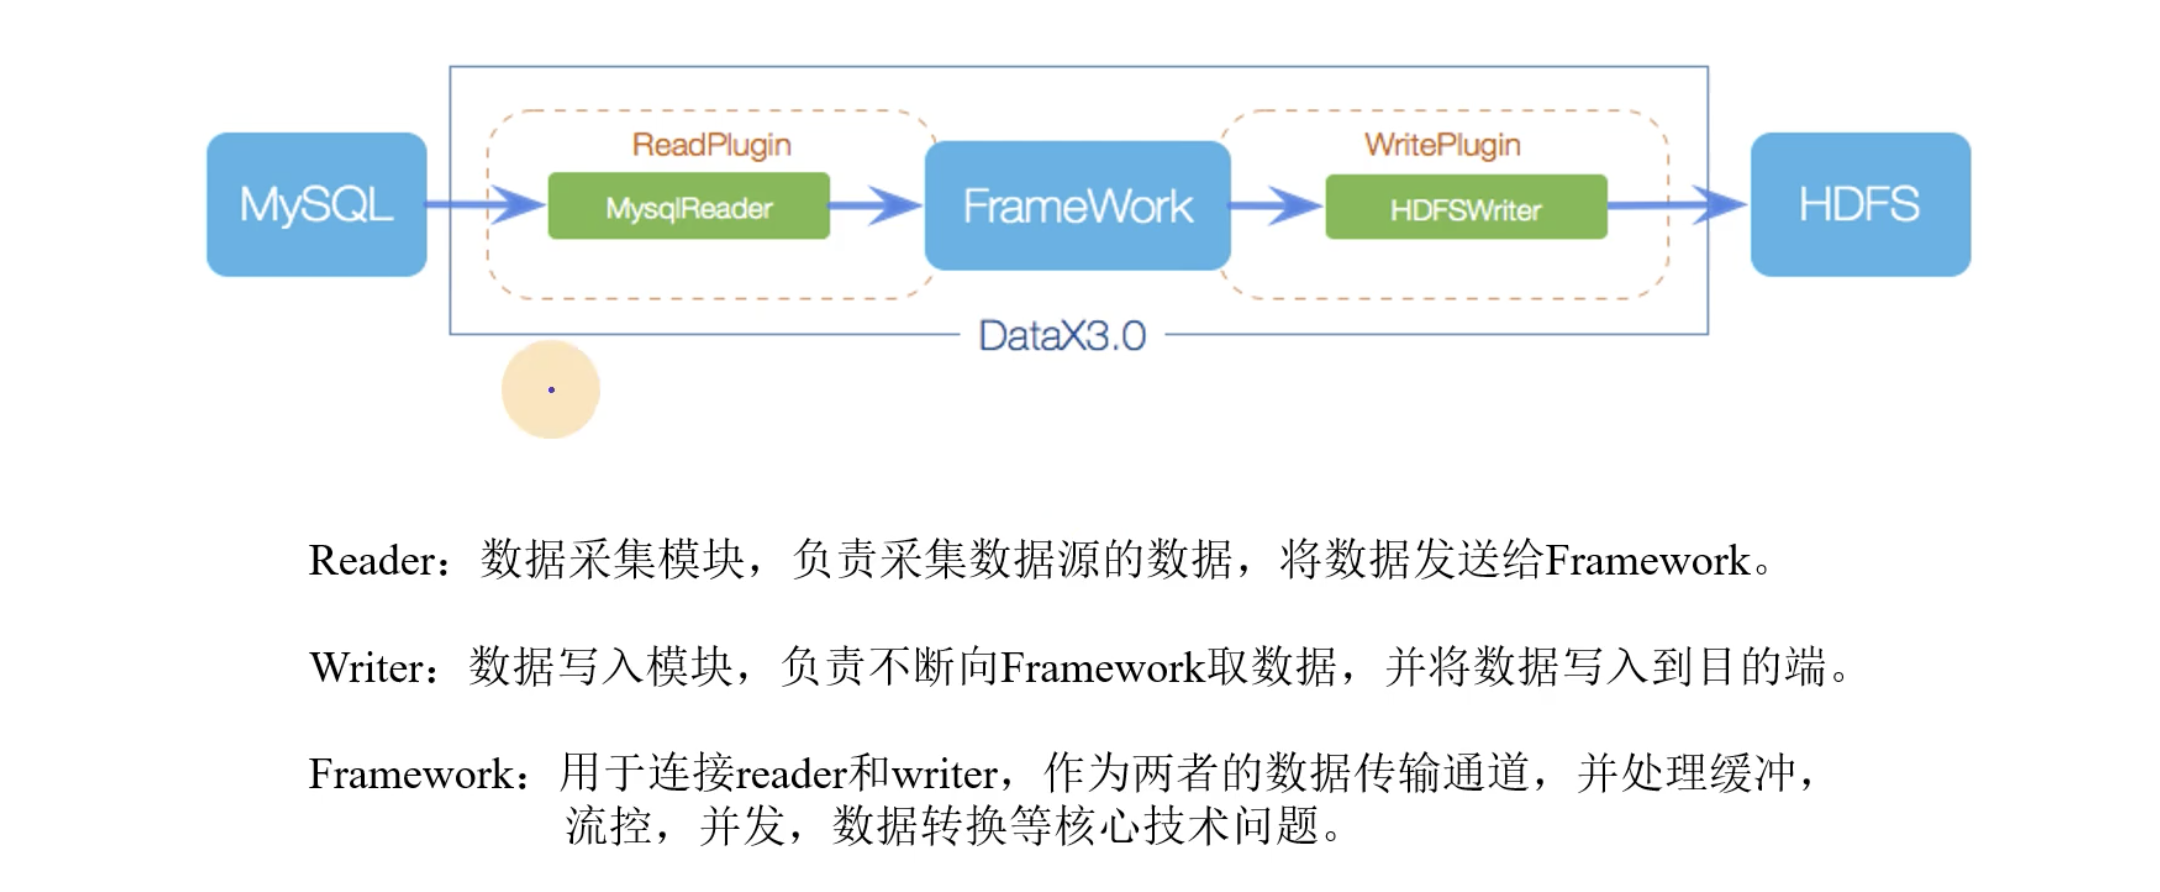 ReadPlugin
WritePlugin
MySQL
MysqlReader
FrameWork
HDFSWriter
HDFS
DataX3.0
Reader：数据采集模块，负责采集数据源的数据，将数据发送给Framework。
Writer：数据写入模块，负责不断向Framework取数据，并将数据写入到目的端。
Framework：用于连接reader和writer，作为两者的数据传输通道，并处理缓冲，
流控，并发，数据转换等核心技术问题。